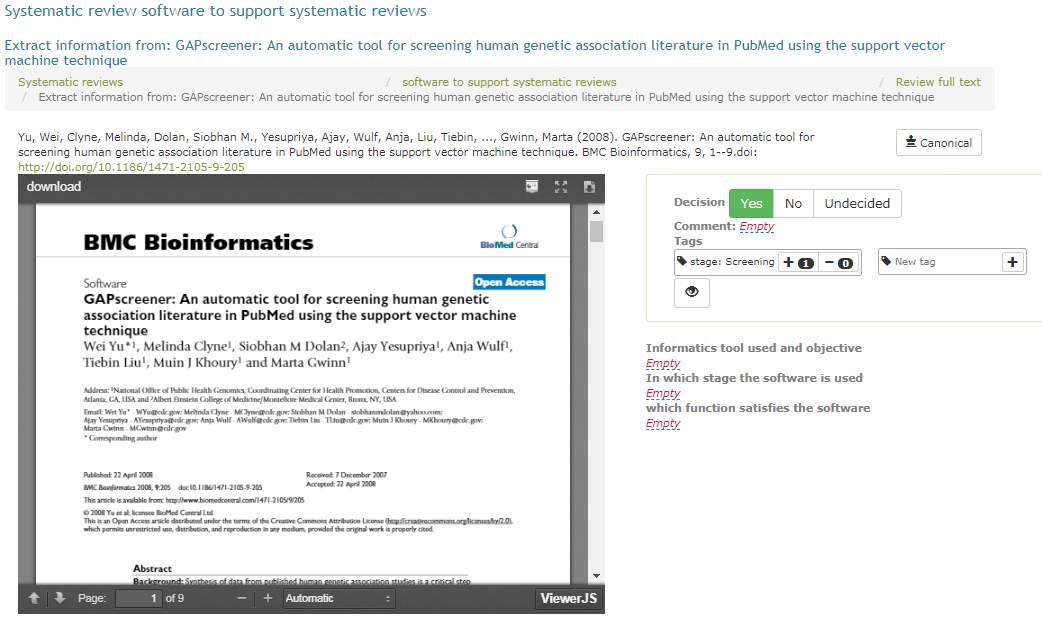 Systematic review software to support systematic reviews
Extract information from: GAPscreener: An automatic tool for screening human genetic association literature in PubMed using the support vector
machine technique
Systematic reviews / software to support systematic reviews / Review full text
/ Extract information from: GAPscreener: An automatic tool for screening human genetic association literature in PubMed using the support vector machine technique
Yu, Wei, Clyne, Melinda, Dolan, Siobhan M., Yesupriya, Ajay, Wulf, Anja, Liu, Tiebin, ..., Gwinn, Marta (2008). GAPscreener: An automatic tool for
screening human genetic association literature in PubMed using the support vector machine technique. BMC Bioinformatics, 9, 1--9.doi:
http://doi.org/10.1186/1471-2105-9-205
Canonical
download
BMC Bioinformatics
BioMed Central
Software
Open Access
GAPscreener: An automatic tool for screening human genetic
association literature in PubMed using the support vector machine
technique
Wei Yu*1, Melinda Clyne1, Siobhan M Dolan2, Ajay Yesupriya1, Anja Wulf1,
Tiebin Liu1, Muin J Khoury1 and Marta Gwinn1
Address: 1National Office of Public Health Genomics, Coordinating Center for Health Promotion, Centers for Disease Control and Prevention,
Atlanta, GA, USA and 2Albert Einstein College of Medicine/Montefiore Medical Center, Bronx, NY, USA
Email: Wei Yu* - WYu@cdc.gov; Melinda Clyne - MClyne@cdc.gov; Siobhan M Dolan - siobhanmdolan@yahoo.com;
Ajay Yesupriya - AYesupriya@cdc.gov; Anja Wulf - AWulf@cdc.gov; Tiebin Liu - TLiu@cdc.gov; Muin J Khoury - MKhoury@cdc.gov;
Marta Gwinn - MGwinn@cdc.gov
* Corresponding author
Published: 22 April 2008
Received: 7 December 2007
BMC Bioinformatics 2008, 9:205 doi:10.1186/1471-2105-9-205
Accepted: 22 April 2008
This article is available from: http://www.biomedcentral.com/1471-2105/9/205
© 2008 Yu et al; licensee BioMed Central Ltd.
This is an Open Access article distributed under the terms of the Creative Commons Attribution License (http://creativecommons.org/licenses/by/2.0),
which permits unrestricted use, distribution, and reproduction in any medium, provided the original work is properly cited.
Abstract
Background: Synthesis of data from published human genetic association studies is a critical step
Page: 1 of 9
Automatic
ViewerJS
Decision Yes No Undecided
Comment: Empty
Tags
stage: Screening + 1 − 0
New tag +
Informatics tool used and objective
Empty
In which stage the software is used
Empty
which function satisfies the software
Empty